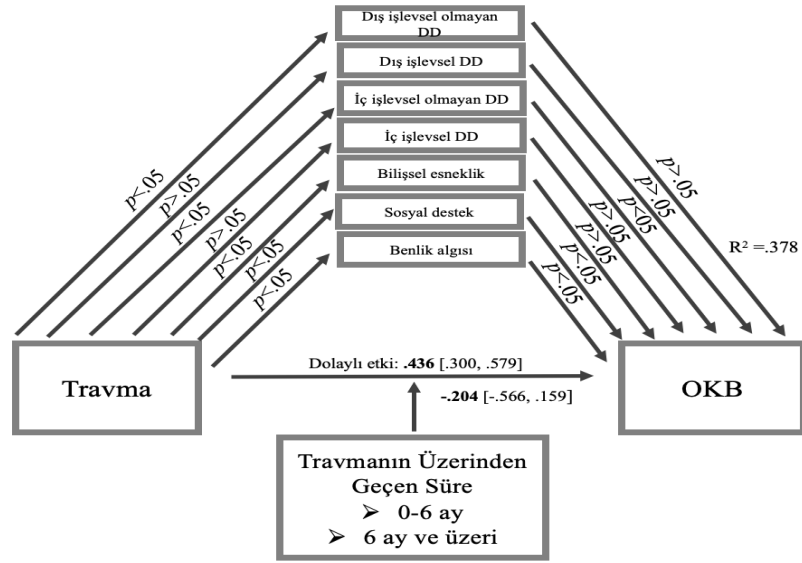 Dış işlevsel olmayan
DD
Dış işlevsel DD
İç işlevsel olmayan DD
İç işlevsel DD
Bilişsel esneklik
Sosyal destek
Benlik algısı
p<.05
p>.05
p<.05
p>.05
p<.05
p<.05
p<.05
p>.05
p>.05
p<05
p>.05
p>.05
p<.05
p<.05
R² =.378
Travma
Dolaylı etki: .436 [.300, .579]
-.204 [-.566, .159]
OKB
Travmanın Üzerinden
Geçen Süre
➢ 0-6 ay
➢ 6 ay ve üzeri